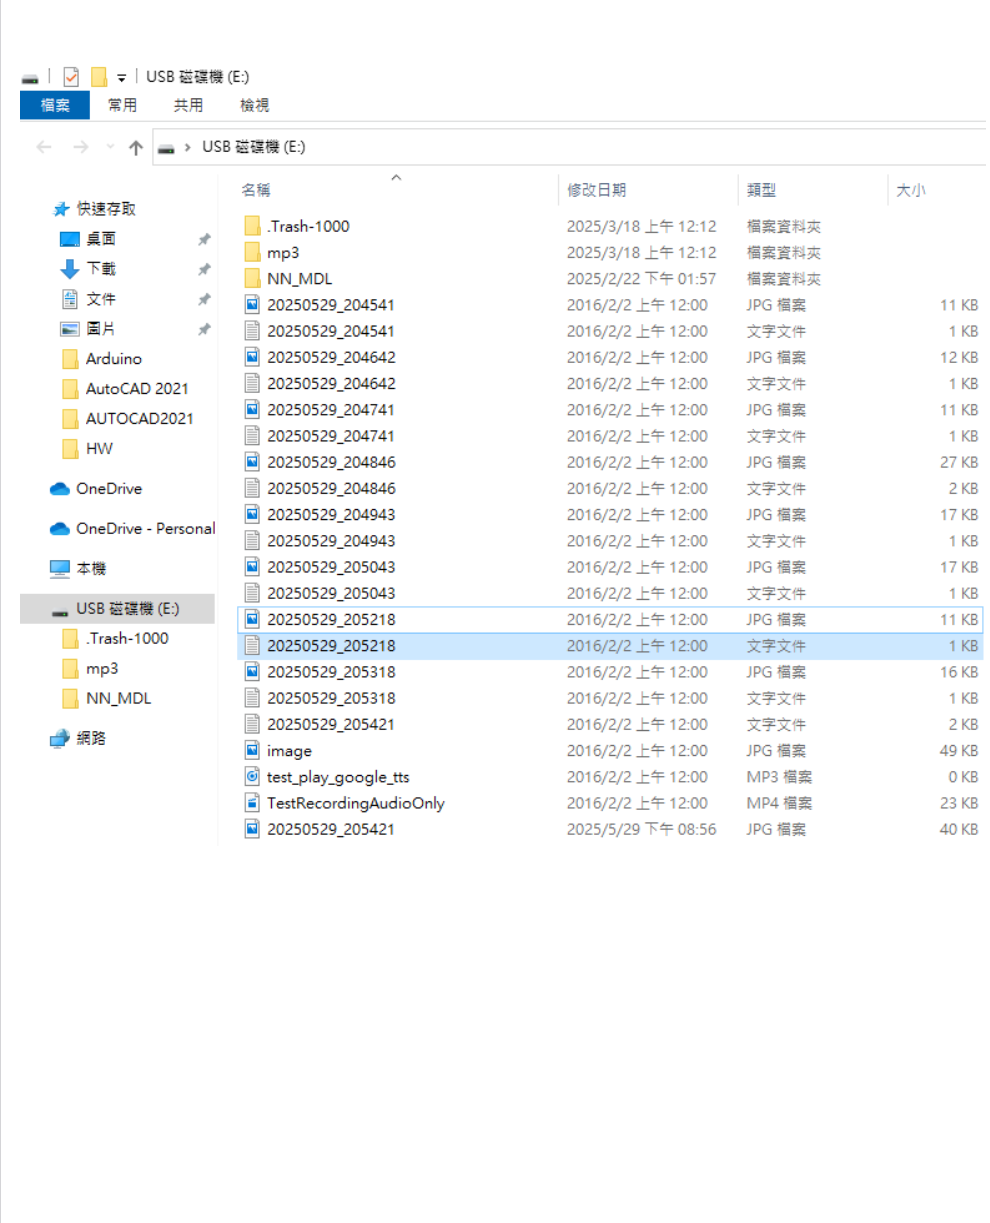 USB 磁碟機 (E:)
檔案 常用 共用 檢視
USB 磁碟機 (E:)
快速存取
桌面
下載
文件
圖片
Arduino
AutoCAD 2021
AUTOCAD2021
HW
OneDrive
OneDrive - Personal
本機
USB 磁碟機 (E:)
.Trash-1000
mp3
NN_MDL
網路
名稱 修改日期 類型 大小
.Trash-1000 2025/3/18 上午 12:12 檔案資料夾
mp3 2025/3/18 上午 12:12 檔案資料夾
NN_MDL 2025/2/22 下午 01:57 檔案資料夾
20250529_204541 2016/2/2 上午 12:00 JPG 檔案 11 KB
20250529_204541 2016/2/2 上午 12:00 文字文件 1 KB
20250529_204642 2016/2/2 上午 12:00 JPG 檔案 12 KB
20250529_204642 2016/2/2 上午 12:00 文字文件 1 KB
20250529_204741 2016/2/2 上午 12:00 JPG 檔案 11 KB
20250529_204741 2016/2/2 上午 12:00 文字文件 1 KB
20250529_204846 2016/2/2 上午 12:00 JPG 檔案 27 KB
20250529_204846 2016/2/2 上午 12:00 文字文件 2 KB
20250529_204943 2016/2/2 上午 12:00 JPG 檔案 17 KB
20250529_204943 2016/2/2 上午 12:00 文字文件 1 KB
20250529_205043 2016/2/2 上午 12:00 JPG 檔案 17 KB
20250529_205043 2016/2/2 上午 12:00 文字文件 1 KB
20250529_205218 2016/2/2 上午 12:00 JPG 檔案 11 KB
20250529_205218 2016/2/2 上午 12:00 文字文件 1 KB
20250529_205318 2016/2/2 上午 12:00 JPG 檔案 16 KB
20250529_205318 2016/2/2 上午 12:00 文字文件 1 KB
20250529_205421 2016/2/2 上午 12:00 文字文件 2 KB
image 2016/2/2 上午 12:00 JPG 檔案 49 KB
test_play_google_tts 2016/2/2 上午 12:00 MP3 檔案 0 KB
TestRecordingAudioOnly 2016/2/2 上午 12:00 MP4 檔案 23 KB
20250529_205421 2025/5/29 下午 08:56 JPG 檔案 40 KB